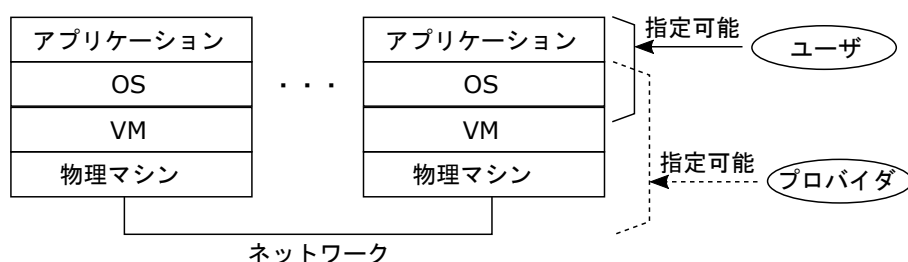 アプリケーション
OS
VM
物理マシン
・・・
アプリケーション
OS
VM
物理マシン
指定可能
ユーザ
指定可能
プロバイダ
ネットワーク